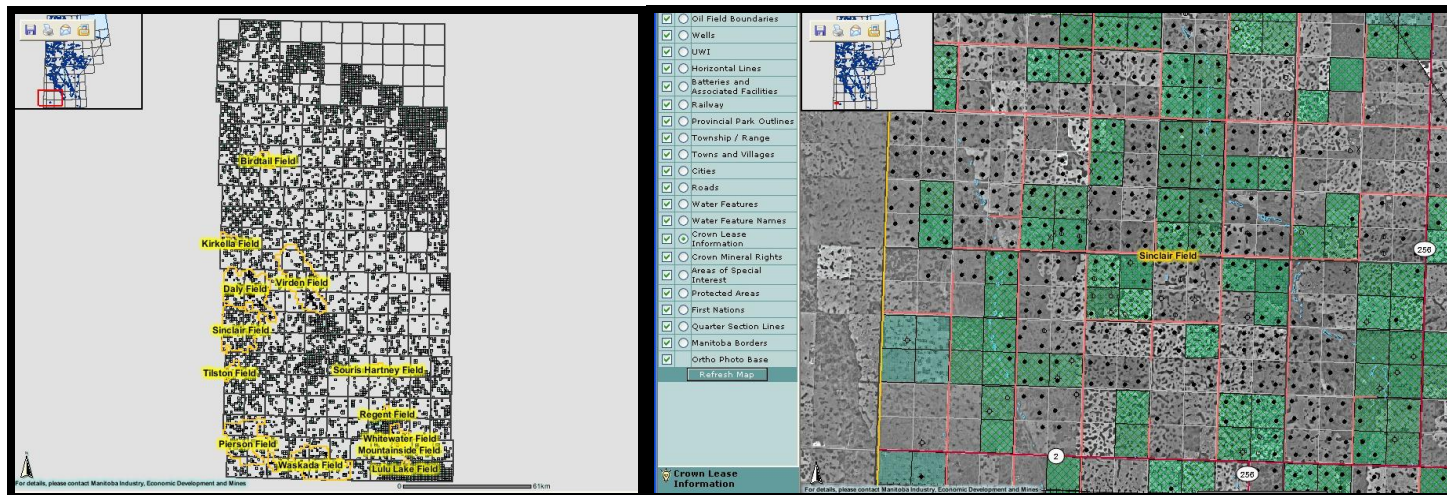 Birdtail Field
Kirkella Field
Virden Field
Daly Field
Sinclair Field
Tilston Field
Souris Hartney Field
Regent Field
Pierson Field
Whitewater Field
Mountainside Field
Waskada Field
Lulu Lake Field
For details, please contact Manitoba Industry, Economic Development and Mines
0 61km
Oil Field Boundaries
Wells
UWI
Horizontal Lines
Batteries and
Associated Facilities
Railway
Provincial Park Outlines
Township / Range
Towns and Villages
Cities
Roads
Water Features
Water Feature Names
Crown Lease
Information
Crown Mineral Rights
Areas of Special
Interest
Protected Areas
First Nations
Quarter Section Lines
Manitoba Borders
Ortho Photo Base
Refresh Map
Crown Lease
Information
256
Sinclair Field
2
256
For details, please contact Manitoba Industry, Economic Development and Mines